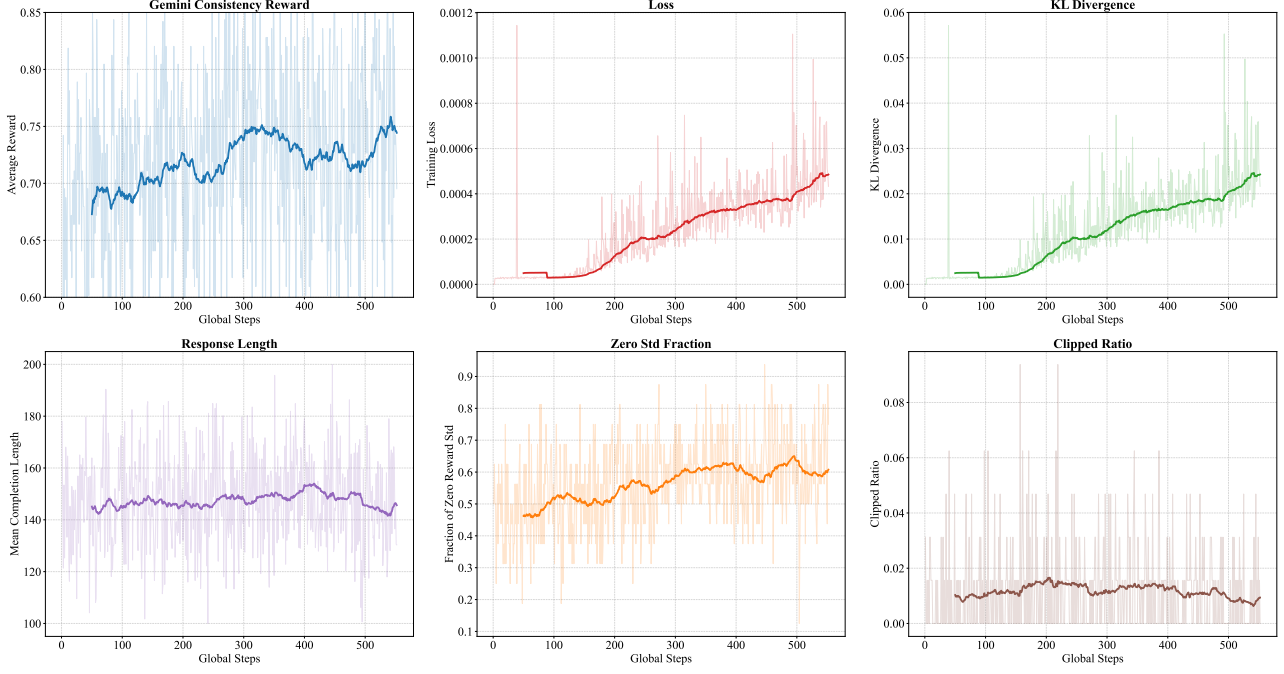 Gemini Consistency Reward
0.85
0.80
0.75
0.70
0.65
0.60
Average Reward
0 100 200 300 400 500
Global Steps
Loss
0.0012
0.0010
0.0008
0.0006
0.0004
0.0002
0.0000
Training Loss
0 100 200 300 400 500
Global Steps
KL Divergence
0.06
0.05
0.04
0.03
0.02
0.01
0.00
KL Divergence
0 100 200 300 400 500
Global Steps
Response Length
200
180
160
140
120
100
Mean Completion Length
0 100 200 300 400 500
Global Steps
Zero Std Fraction
0.9
0.8
0.7
0.6
0.5
0.4
0.3
0.2
0.1
Fraction of Zero Reward Std
0 100 200 300 400 500
Global Steps
Clipped Ratio
0.08
0.06
0.04
0.02
0.00
Clipped Ratio
0 100 200 300 400 500
Global Steps